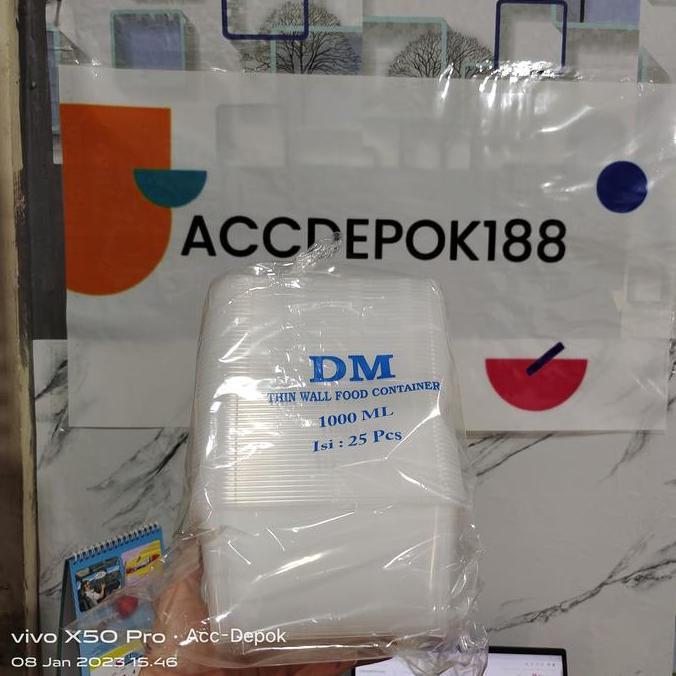 ACCDEPOK188
DM
THIN WALL FOOD CONTAINER
1000 ML
Isi : 25 Pcs
vivo X50 Pro · Acc-Depok
08 Jan 2023 15.46